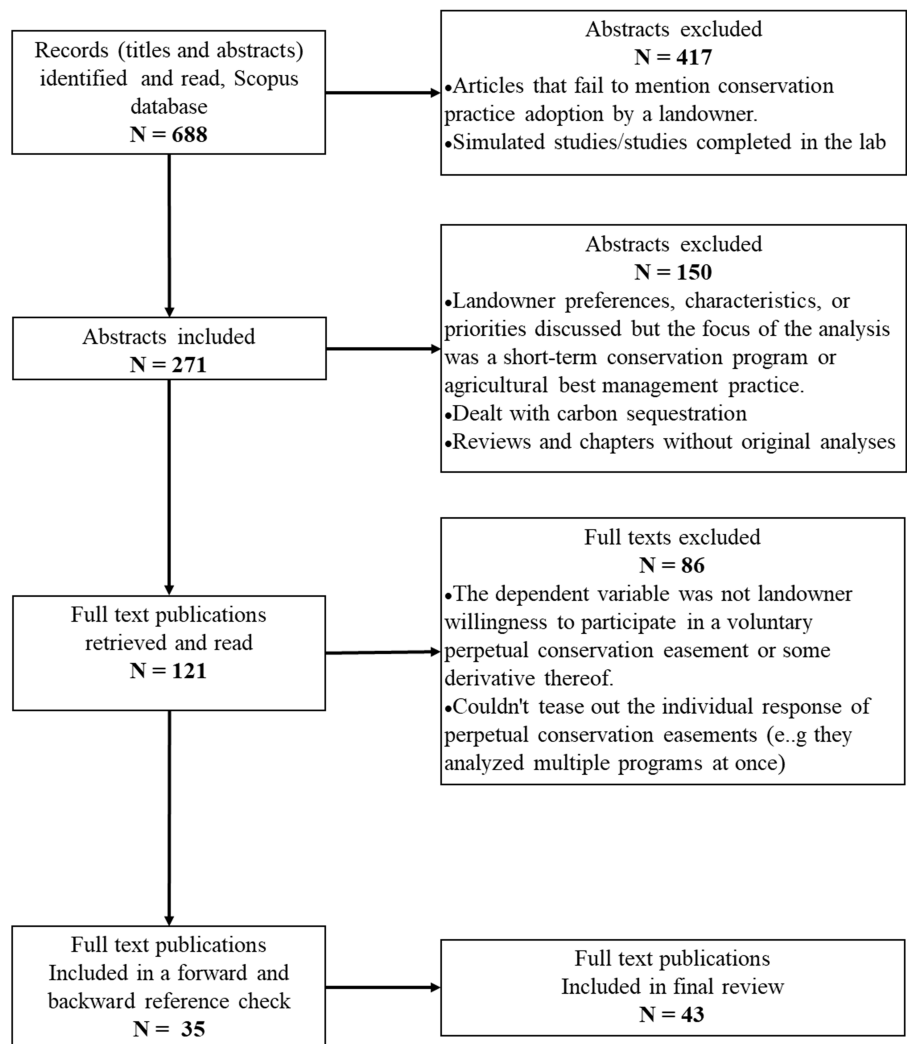 Records (titles and abstracts)
identified and read, Scopus
database
N = 688
Abstracts excluded
N = 417
•Articles that fail to mention conservation
practice adoption by a landowner.
•Simulated studies/studies completed in the lab
Abstracts included
N = 271
Abstracts excluded
N = 150
•Landowner preferences, characteristics, or
priorities discussed but the focus of the analysis
was a short-term conservation program or
agricultural best management practice.
•Dealt with carbon sequestration
•Reviews and chapters without original analyses
Full text publications
retrieved and read
N = 121
Full texts excluded
N = 86
•The dependent variable was not landowner
willingness to participate in a voluntary
perpetual conservation easement or some
derivative thereof.
•Couldn't tease out the individual response of
perpetual conservation easements (e..g they
analyzed multiple programs at once)
Full text publications
Included in a forward and
backward reference check
N = 35
Full text publications
Included in final review
N = 43